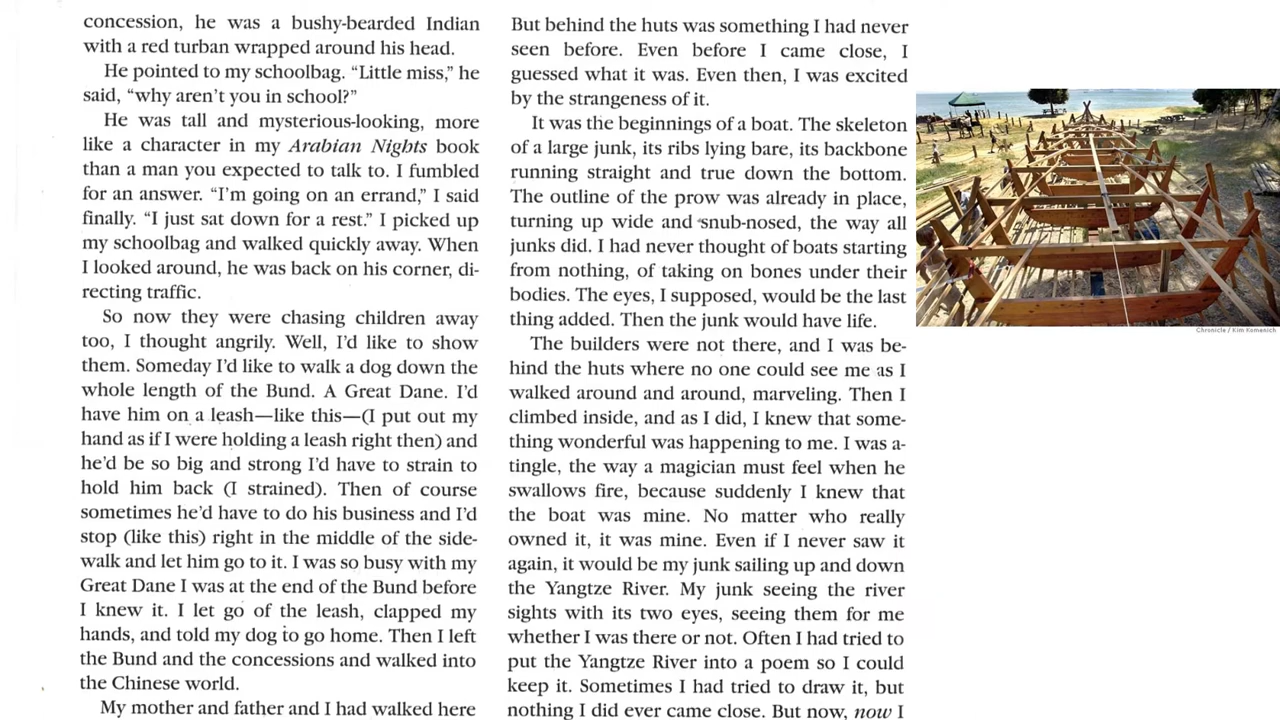 concession, he was a bushy-bearded Indian
with a red turban wrapped around his head.
He pointed to my schoolbag. “Little miss,” he
said, “why aren’t you in school?”
He was tall and mysterious-looking, more
like a character in my Arabian Nights book
than a man you expected to talk to. I fumbled
for an answer. “I’m going on an errand,” I said
finally. “I just sat down for a rest.” I picked up
my schoolbag and walked quickly away. When
I looked around, he was back on his corner, di-
recting traffic.
So now they were chasing children away
too, I thought angrily. Well, I’d like to show
them. Someday I’d like to walk a dog down the
whole length of the Bund. A Great Dane. I’d
have him on a leash—like this—(I put out my
hand as if I were holding a leash right then) and
he’d be so big and strong I’d have to strain to
hold him back (I strained). Then of course
sometimes he’d have to do his business and I’d
stop (like this) right in the middle of the side-
walk and let him go to it. I was so busy with my
Great Dane I was at the end of the Bund before
I knew it. I let go of the leash, clapped my
hands, and told my dog to go home. Then I left
the Bund and the concessions and walked into
the Chinese world.
My mother and father and I had walked here
But behind the huts was something I had never
seen before. Even before I came close, I
guessed what it was. Even then, I was excited
by the strangeness of it.
It was the beginnings of a boat. The skeleton
of a large junk, its ribs lying bare, its backbone
running straight and true down the bottom.
The outline of the prow was already in place,
turning up wide and snub-nosed, the way all
junks did. I had never thought of boats starting
from nothing, of taking on bones under their
bodies. The eyes, I supposed, would be the last
thing added. Then the junk would have life.
The builders were not there, and I was be-
hind the huts where no one could see me as I
walked around and around, marveling. Then I
climbed inside, and as I did, I knew that some-
thing wonderful was happening to me. I was a-
tingle, the way a magician must feel when he
swallows fire, because suddenly I knew that
the boat was mine. No matter who really
owned it, it was mine. Even if I never saw it
again, it would be my junk sailing up and down
the Yangtze River. My junk seeing the river
sights with its two eyes, seeing them for me
whether I was there or not. Often I had tried to
put the Yangtze River into a poem so I could
keep it. Sometimes I had tried to draw it, but
nothing I did ever came close. But now, now I
Chronicle / Kim Komenich